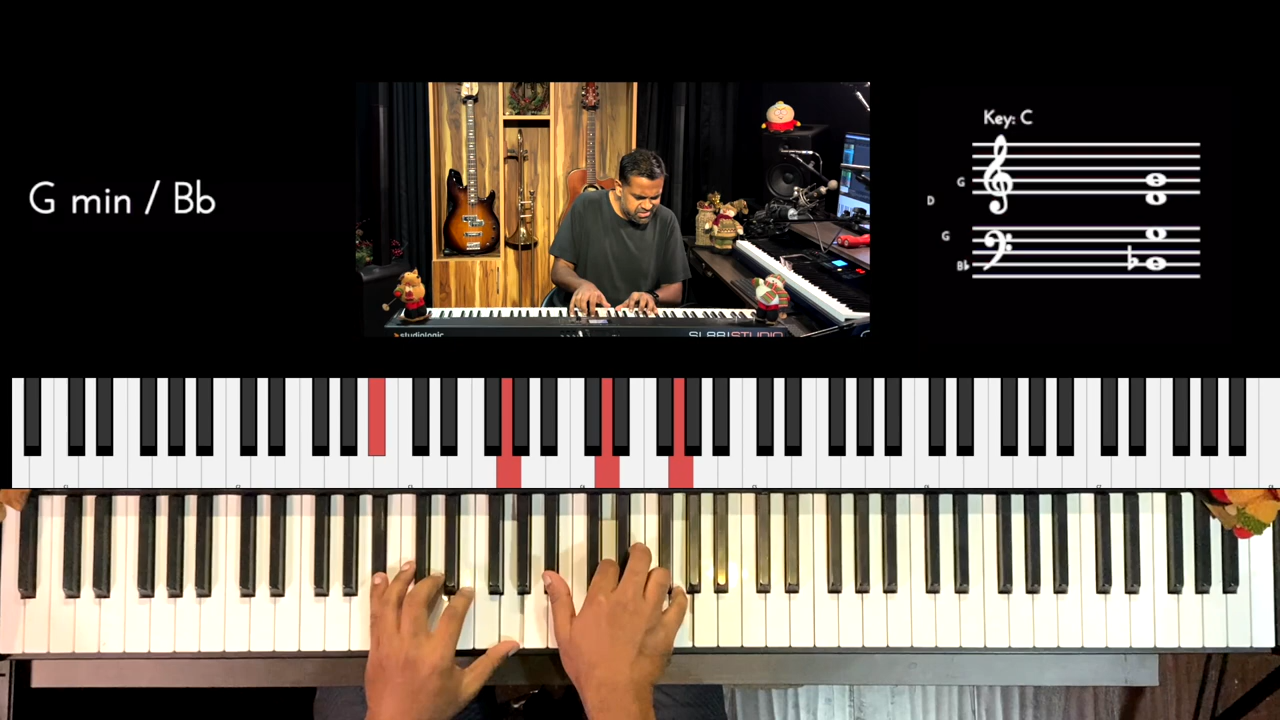 G min / Bb
Key: C
G
D
G
Bb
studiologic
SL88|STUDIO